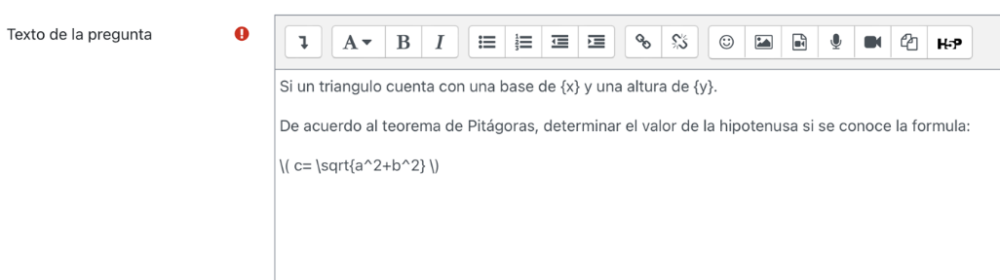 Texto de la pregunta
A B I
H5P
Si un triangulo cuenta con una base de {x} y una altura de {y}.
De acuerdo al teorema de Pitágoras, determinar el valor de la hipotenusa si se conoce la formula:
\( c= \sqrt{a^2+b^2} \)